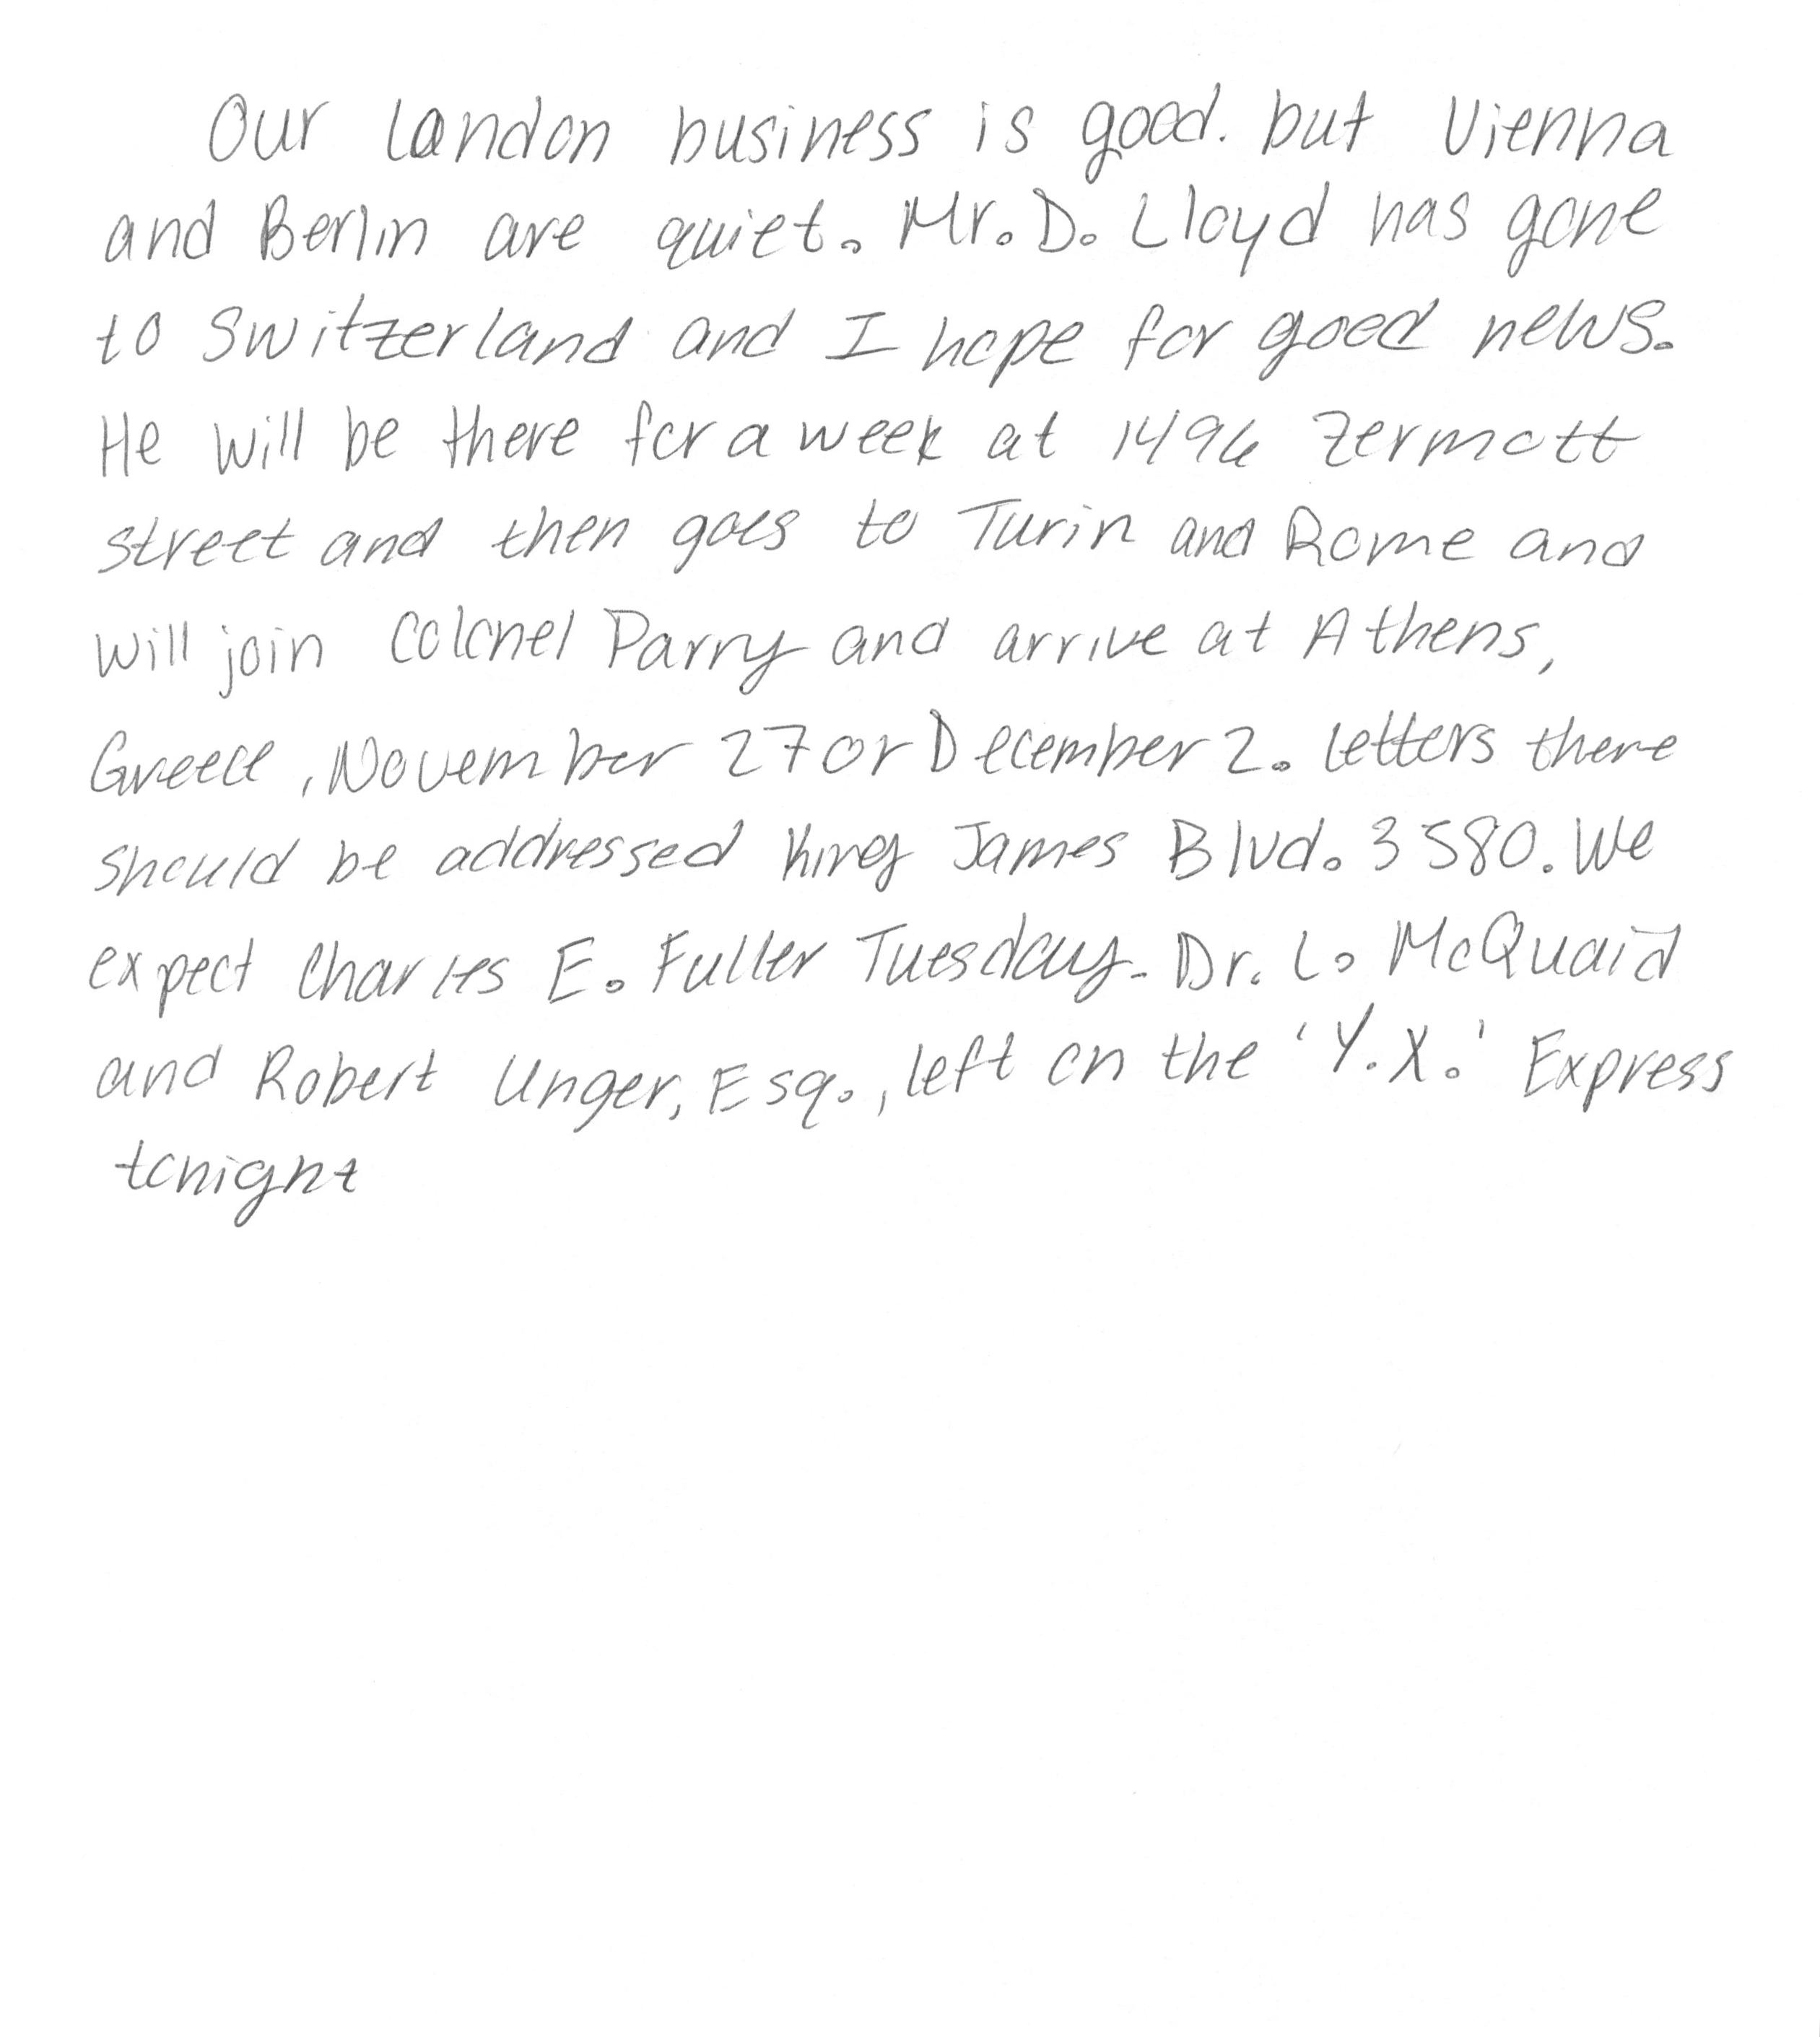 Our London business is good. but Vienna
and Berlin are quiet. Mr. D. Lloyd has gone
to Switzerland and I hope for good news.
He will be there for a week at 1496 Zermott
street and then goes to Turin and Rome and
will join Colonel Parry and arrive at Athens,
Greece, November 27 or December 2. Letters there
should be addressed King James Blvd. 3580. We
expect Charles E. Fuller Tuesday. Dr. L. McQuaid
and Robert Unger, Esq., left on the 'Y.X.' Express
tonight